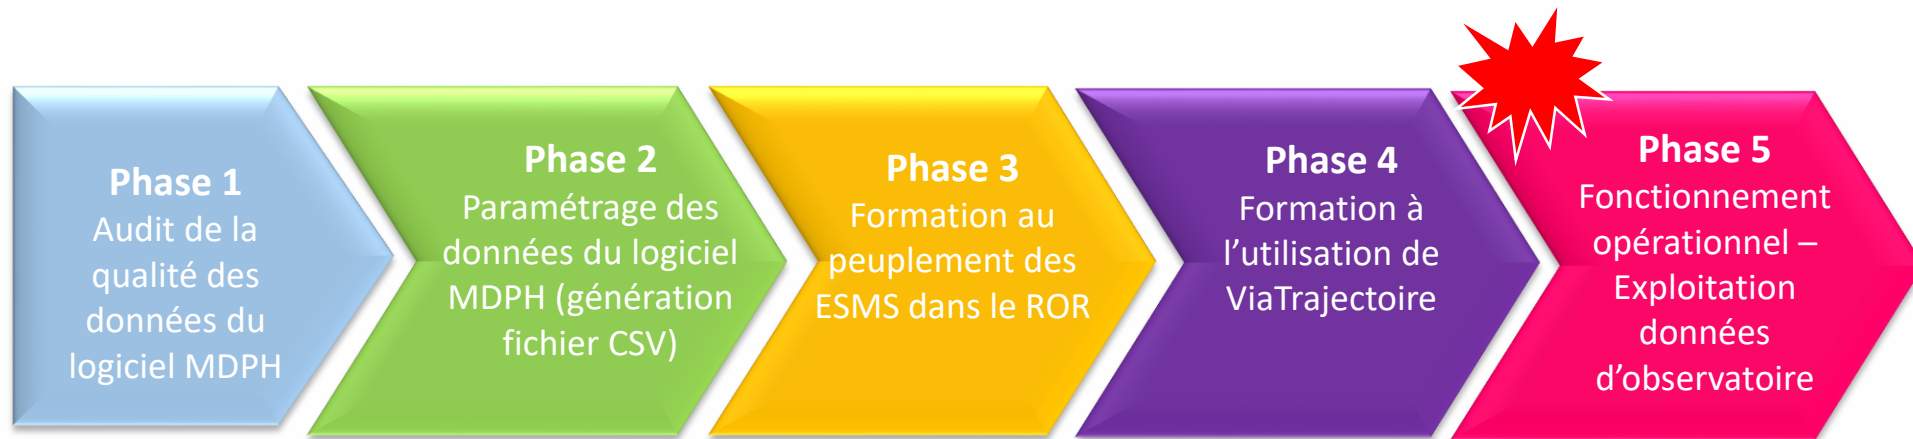 Phase 1
Audit de la
qualité des
données du
logiciel MDPH
Phase 2
Paramétrage des
données du logiciel
MDPH (génération
fichier CSV)
Phase 3
Formation au
peuplement des
ESMS dans le ROR
Phase 4
Formation à
l’utilisation de
ViaTrajectoire
Phase 5
Fonctionnement
opérationnel –
Exploitation
données
d’observatoire